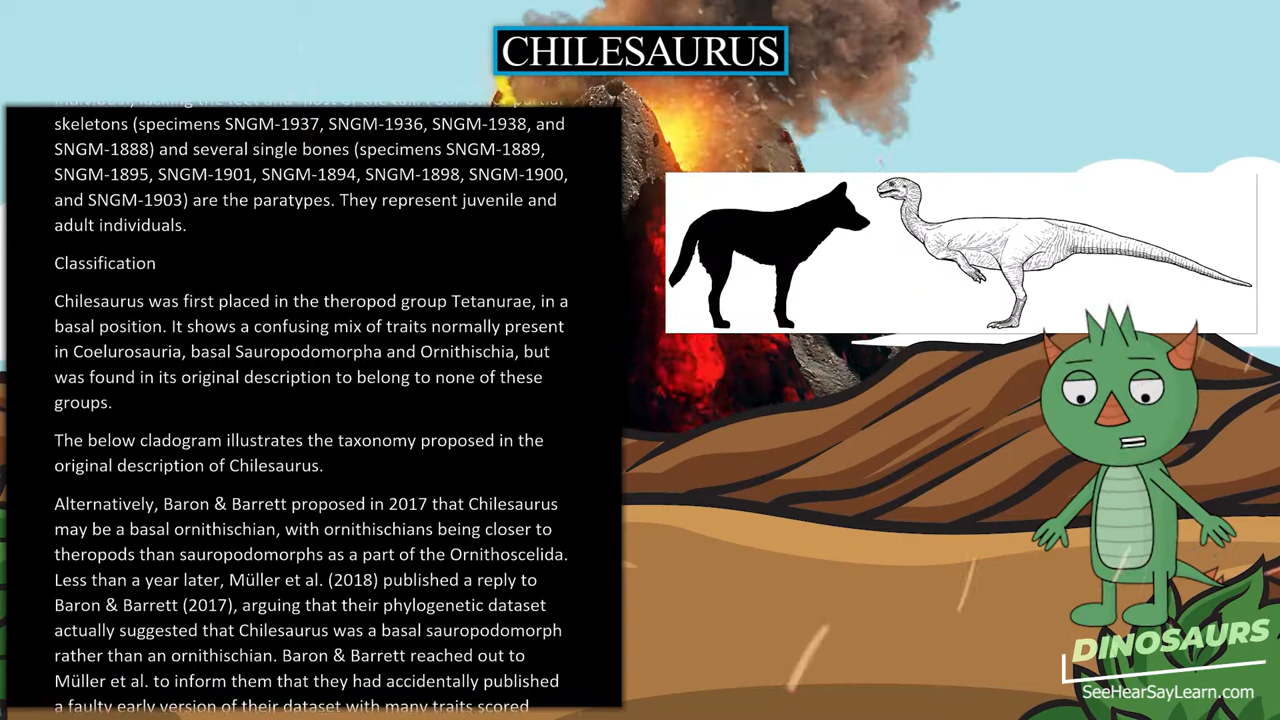 CHILESAURUS
skeletons (specimens SNGM-1937, SNGM-1936, SNGM-1938, and
SNGM-1888) and several single bones (specimens SNGM-1889,
SNGM-1895, SNGM-1901, SNGM-1894, SNGM-1898, SNGM-1900,
and SNGM-1903) are the paratypes. They represent juvenile and
adult individuals.
Classification
Chilesaurus was first placed in the theropod group Tetanurae, in a
basal position. It shows a confusing mix of traits normally present
in Coelurosauria, basal Sauropodomorpha and Ornithischia, but
was found in its original description to belong to none of these
groups.
The below cladogram illustrates the taxonomy proposed in the
original description of Chilesaurus.
Alternatively, Baron & Barrett proposed in 2017 that Chilesaurus
may be a basal ornithischian, with ornithischians being closer to
theropods than sauropodomorphs as a part of the Ornithoscelida.
Less than a year later, Müller et al. (2018) published a reply to
Baron & Barrett (2017), arguing that their phylogenetic dataset
actually suggested that Chilesaurus was a basal sauropodomorph
rather than an ornithischian. Baron & Barrett reached out to
Müller et al. to inform them that they had accidentally published
a faulty early version of their dataset with many traits scored
DINOSAURS
SeeHearSayLearn.com